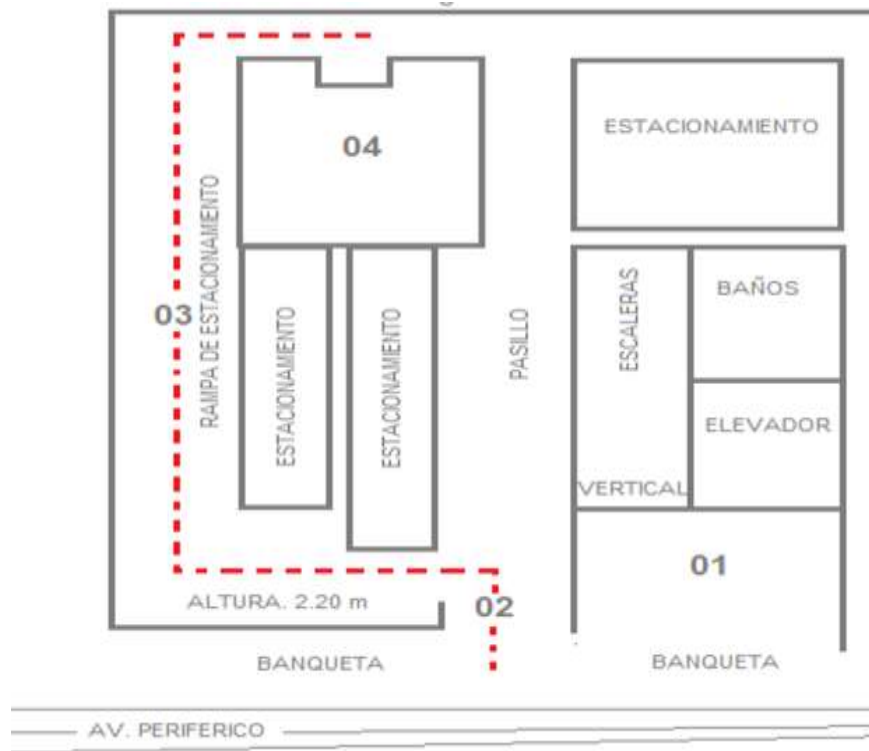 04
ESTACIONAMIENTO
RAMPA DE ESTACIONAMIENTO
03
ESTACIONAMIENTO
ESTACIONAMIENTO
PASILLO
ESCALERAS
BAÑOS
ELEVADOR
VERTICAL
01
ALTURA. 2.20 m
02
BANQUETA
BANQUETA
AV. PERIFERICO